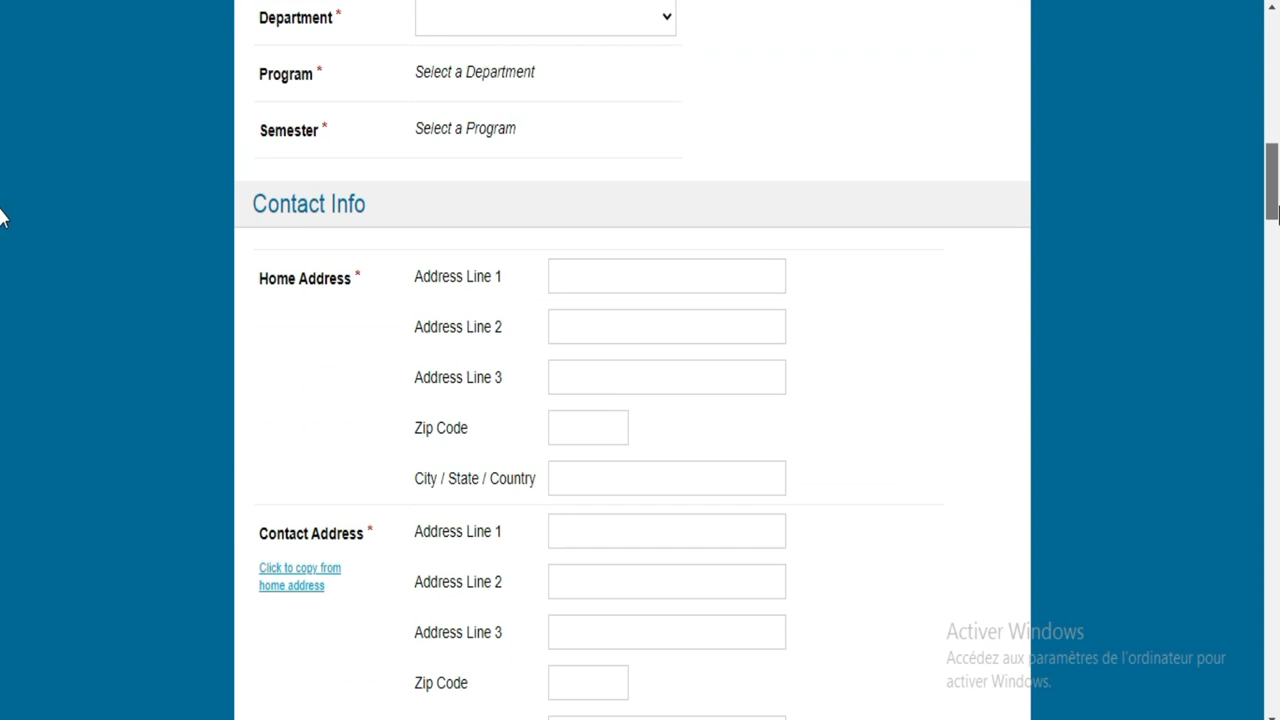 Department *
Program * Select a Department
Semester * Select a Program
Contact Info
Home Address * Address Line 1
Address Line 2
Address Line 3
Zip Code
City / State / Country
Contact Address * Address Line 1
Click to copy from
home address
Address Line 2
Address Line 3
Zip Code
Activer Windows
Accédez aux paramètres de l'ordinateur pour
activer Windows.